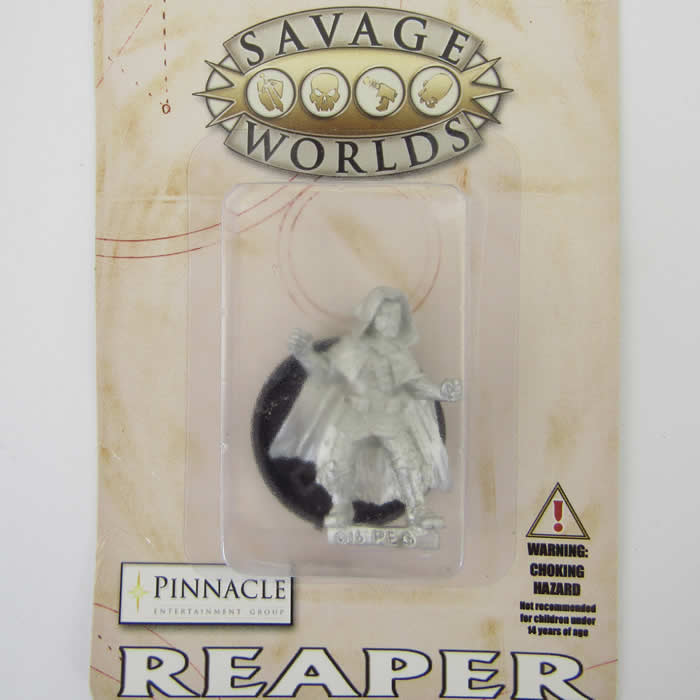 SAVAGE
WORLDS
PEG
WARNING:
CHOKING
HAZARD
Not recommended
for children under
14 years of age
PINNACLE
ENTERTAINMENT GROUP
REAPER